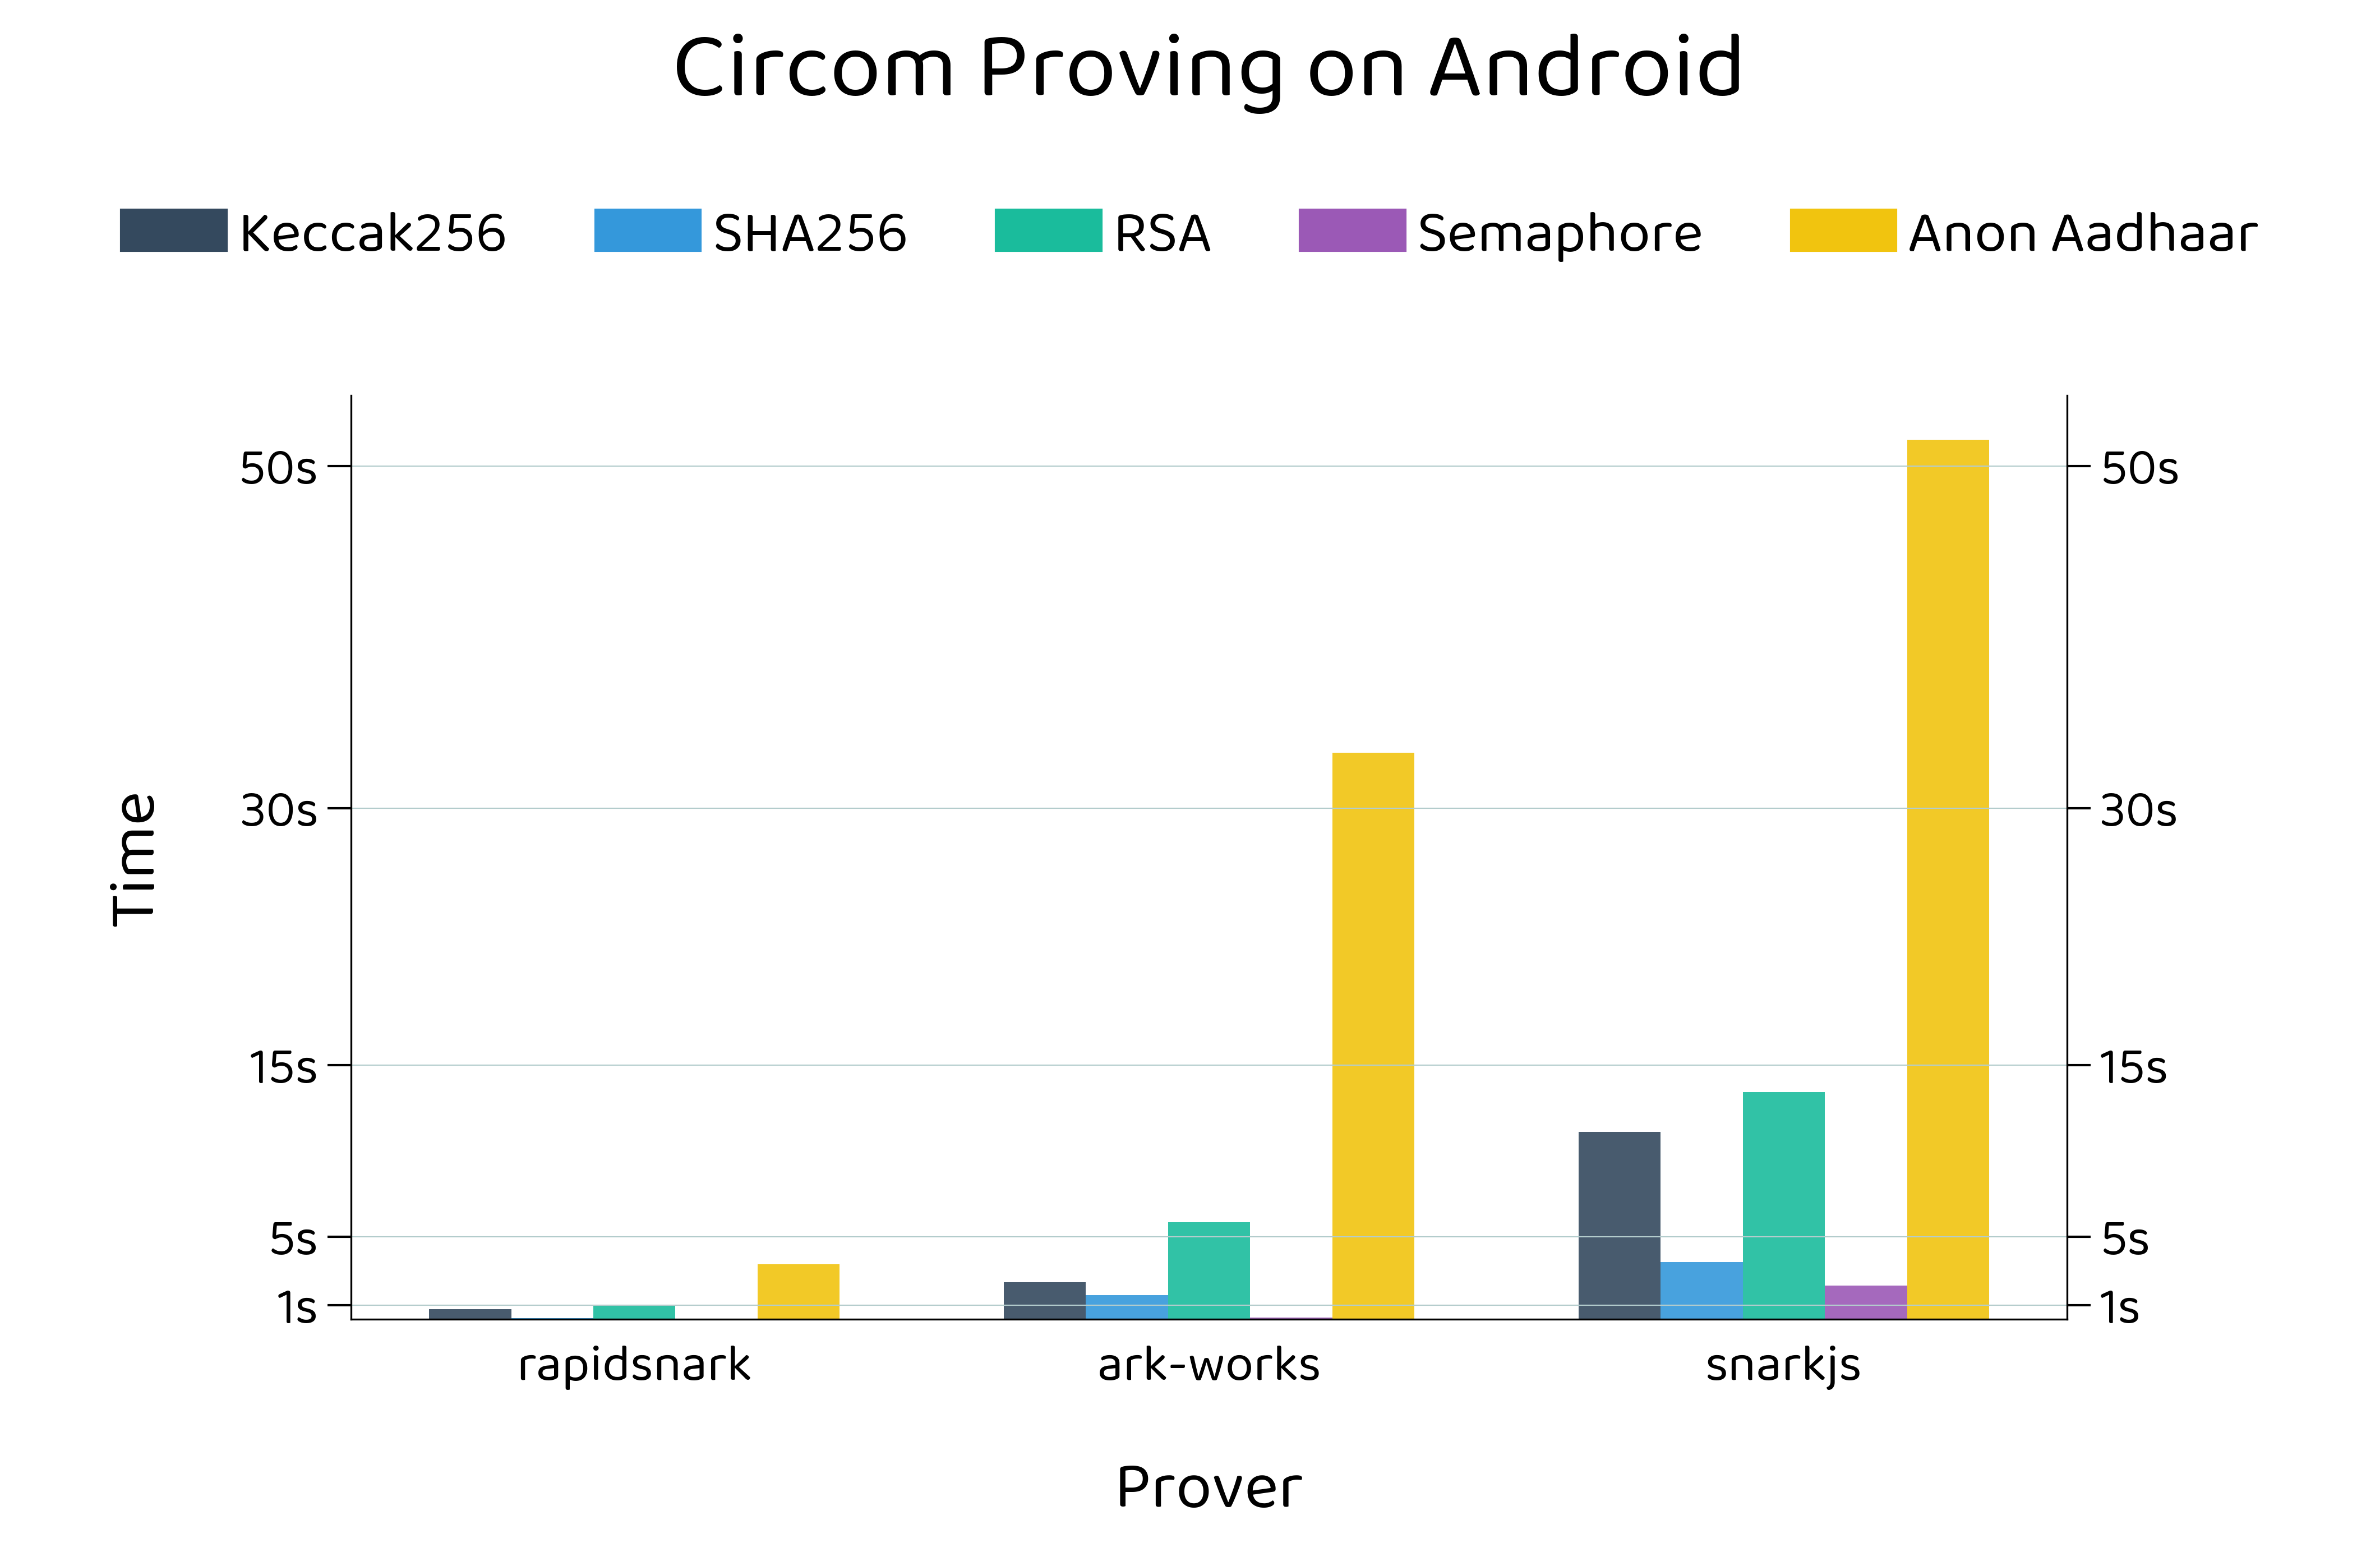 Circom Proving on Android
Keccak256 SHA256 RSA Semaphore Anon Aadhaar
50s 50s
30s 30s
Time
15s 15s
5s 5s
1s 1s
rapidsnark ark-works snarkjs
Prover